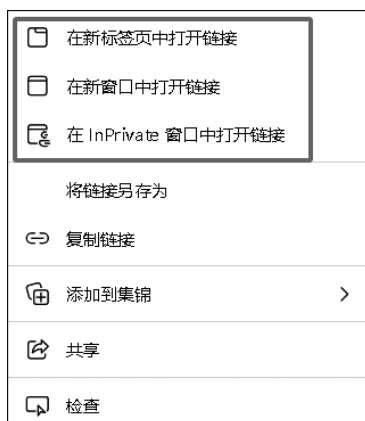 在新标签页中打开链接
在新窗口中打开链接
在 InPrivate 窗口中打开链接
将链接另存为
复制链接
添加到集锦
共享
检查